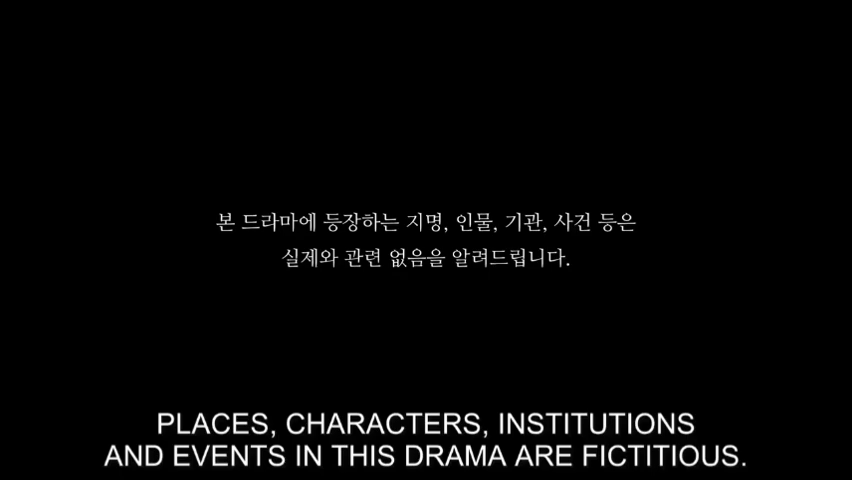 본 드라마에 등장하는 지명, 인물, 기관, 사건 등은
실제와 관련 없음을 알려드립니다.
PLACES, CHARACTERS, INSTITUTIONS
AND EVENTS IN THIS DRAMA ARE FICTITIOUS.